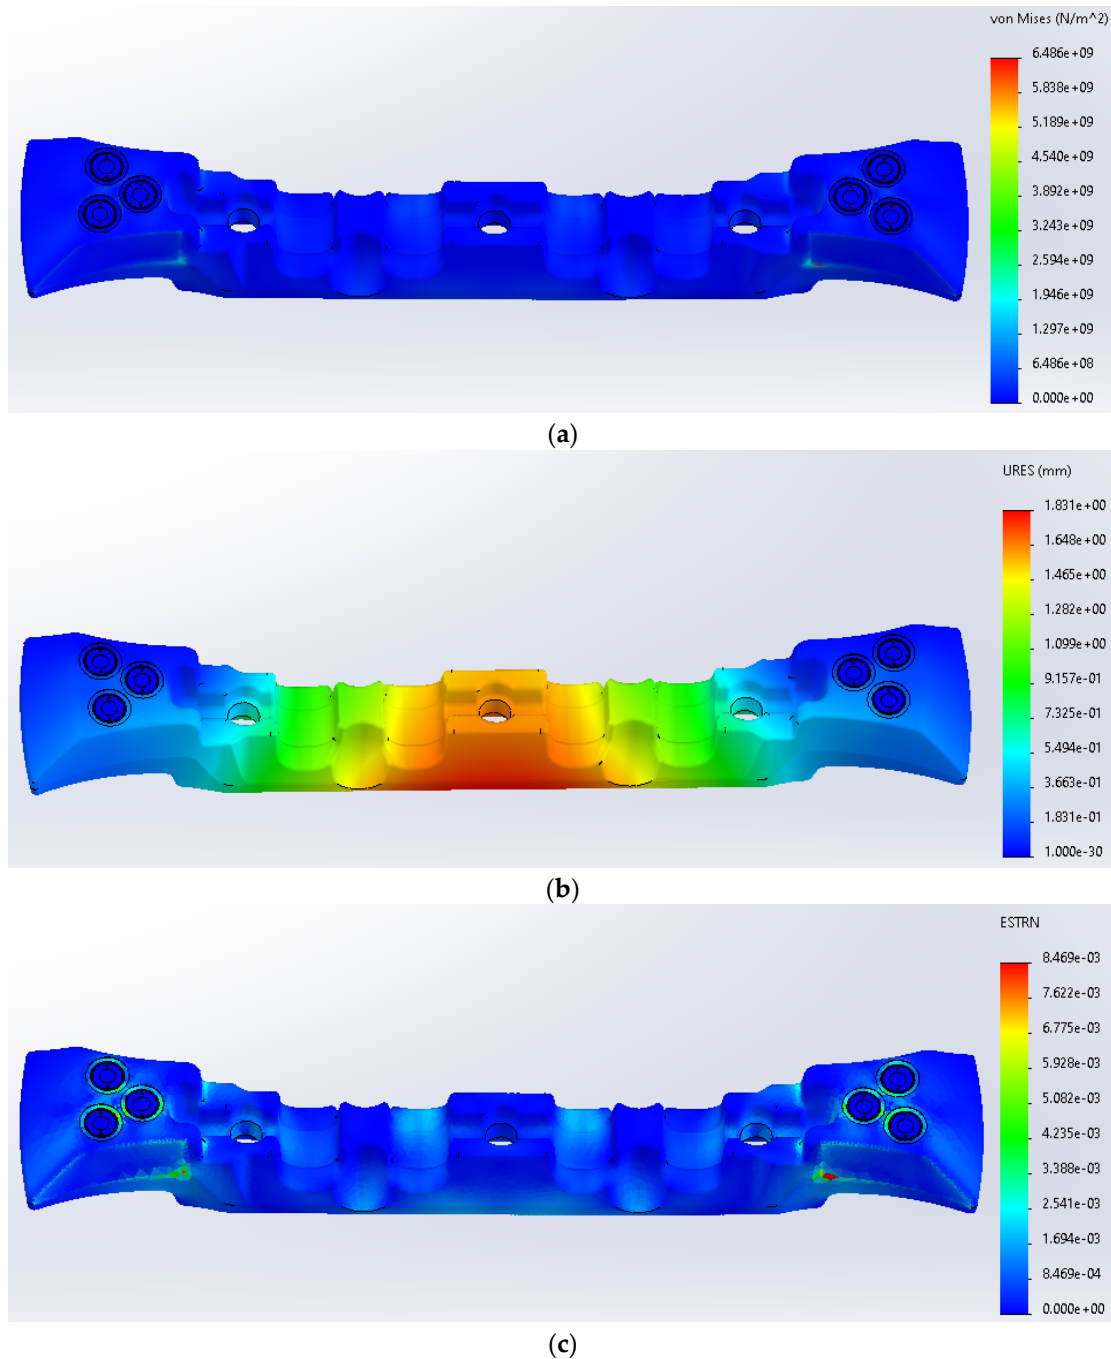 von Mises (N/m^2)
6.486e+09
5.838e+09
5.189e+09
4.540e+09
3.892e+09
3.243e+09
2.594e+09
1.946e+09
1.297e+09
6.486e+08
0.000e+00
(a)
URES (mm)
1.831e+00
1.648e+00
1.465e+00
1.282e+00
1.099e+00
9.157e-01
7.325e-01
5.494e-01
3.663e-01
1.831e-01
1.000e-30
(b)
ESTRN
8.469e-03
7.622e-03
6.775e-03
5.928e-03
5.082e-03
4.235e-03
3.388e-03
2.541e-03
1.694e-03
8.469e-04
0.000e+00
(c)